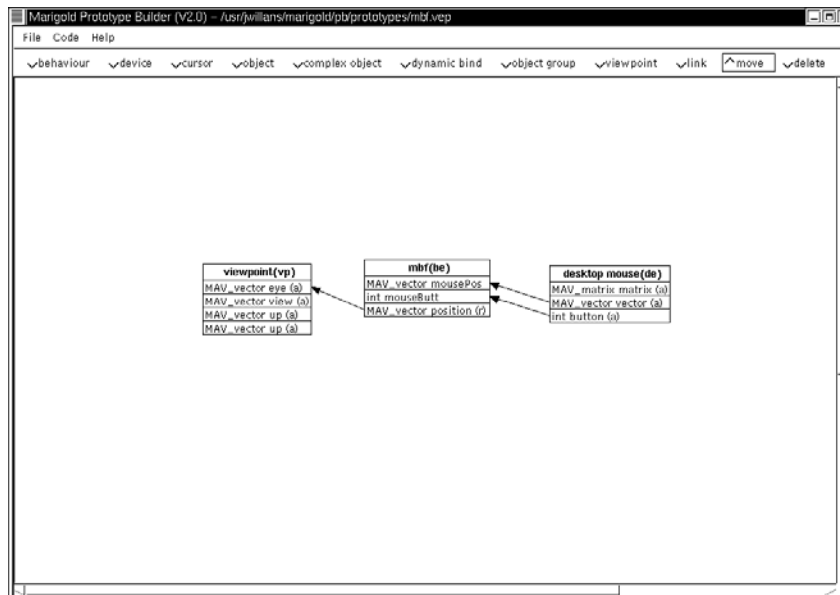 Marigold Prototype Builder (V2.0) – /usr/jwillans/marigold/pb/prototypes/mbf.vep
File Code Help
behaviour device cursor object complex object dynamic bind object group viewpoint link move delete
viewpoint(vp)
MAV_vector eye (a)
MAV_vector view (a)
MAV_vector up (a)
MAV_vector up (a)
mbf(be)
MAV_vector mousePos
int mouseButt
MAV_vector position (r)
desktop mouse(de)
MAV_matrix matrix (a)
MAV_vector vector (a)
int button (a)